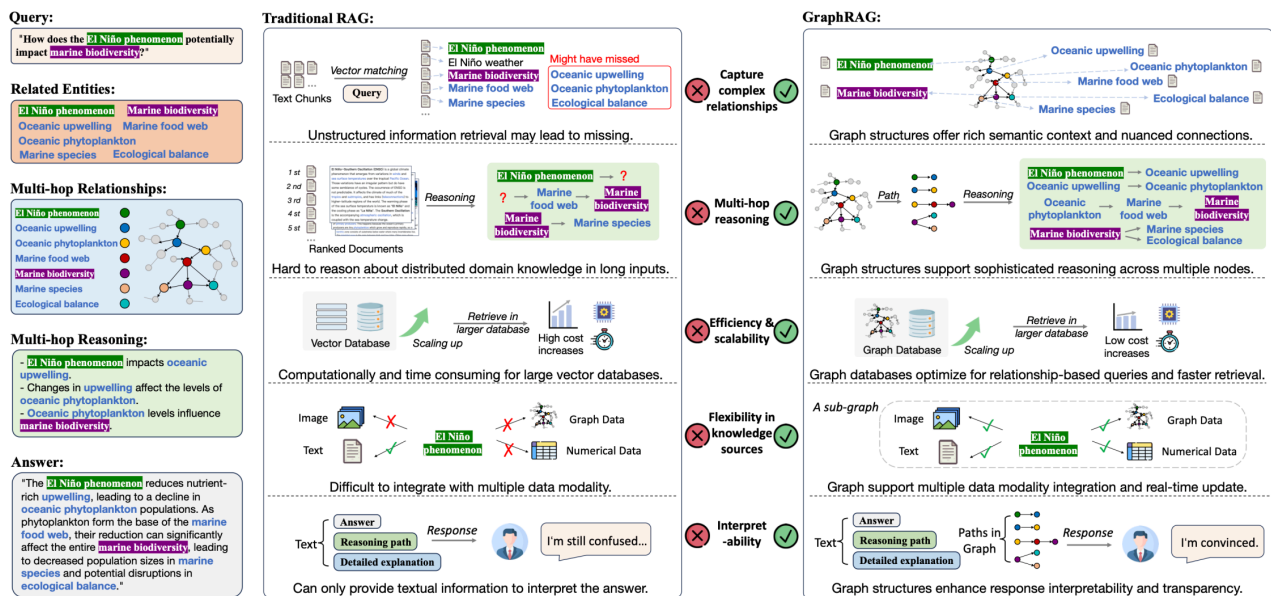 Query:
"How does the El Niño phenomenon potentially
impact marine biodiversity?"
Related Entities:
El Niño phenomenon Marine biodiversity
Oceanic upwelling Marine food web
Oceanic phytoplankton
Marine species Ecological balance
Multi-hop Relationships:
El Niño phenomenon
Oceanic upwelling
Oceanic phytoplankton
Marine food web
Marine biodiversity
Marine species
Ecological balance
Multi-hop Reasoning:
- El Niño phenomenon impacts oceanic
upwelling.
- Changes in upwelling affect the levels of
oceanic phytoplankton.
- Oceanic phytoplankton levels influence
marine biodiversity.
Answer:
"The El Niño phenomenon reduces nutrient-
rich upwelling, leading to a decline in
oceanic phytoplankton populations. As
phytoplankton form the base of the marine
food web, their reduction can significantly
affect the entire marine biodiversity, leading
to decreased population sizes in marine
species and potential disruptions in
ecological balance."
Traditional RAG:
Text Chunks
Vector matching
Query
El Niño phenomenon
El Niño weather
Marine biodiversity
Marine food web
Marine species
...
Might have missed
Oceanic upwelling
Oceanic phytoplankton
Ecological balance
Unstructured information retrieval may lead to missing.
1 st
2 nd
3 rd
4 st
5 st
...
Ranked Documents
Reasoning
El Niño phenomenon ?
? Marine food web Marine biodiversity
Marine biodiversity Marine species
Hard to reason about distributed domain knowledge in long inputs.
Vector Database
Scaling up
Retrieve in
larger database
High cost
increases
Computationally and time consuming for large vector databases.
Image
Text
El Niño
phenomenon
Graph Data
Numerical Data
Difficult to integrate with multiple data modality.
Text
Answer
Reasoning path
Detailed explanation
Response
I'm still confused...
Can only provide textual information to interpret the answer.
Capture
complex
relationships
Multi-hop
reasoning
Efficiency &
scalability
Flexibility in
knowledge
sources
Interpret
-ability
GraphRAG:
El Niño phenomenon
Marine biodiversity
Oceanic upwelling
Oceanic phytoplankton
Marine food web
Ecological balance
Marine species
Graph structures offer rich semantic context and nuanced connections.
Path
Reasoning
El Niño phenomenon Oceanic upwelling
Oceanic upwelling Oceanic phytoplankton
Oceanic phytoplankton Marine food web Marine biodiversity
Marine biodiversity Marine species
Ecological balance
Graph structures support sophisticated reasoning across multiple nodes.
Graph Database
Scaling up
Retrieve in
larger database
Low cost
increases
Graph databases optimize for relationship-based queries and faster retrieval.
A sub-graph
Image
Text
El Niño
phenomenon
Graph Data
Numerical Data
Graph support multiple data modality integration and real-time update.
Text
Answer
Reasoning path
Detailed explanation
Paths in
Graph
Response
I'm convinced.
Graph structures enhance response interpretability and transparency.